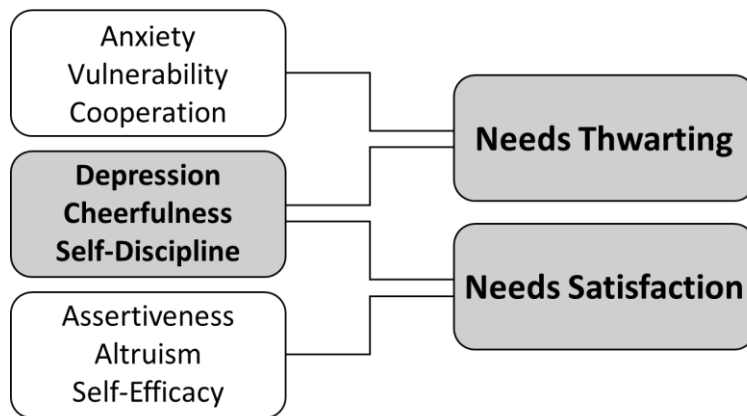 Anxiety
Vulnerability
Cooperation
Depression
Cheerfulness
Self-Discipline
Assertiveness
Altruism
Self-Efficacy
Needs Thwarting
Needs Satisfaction